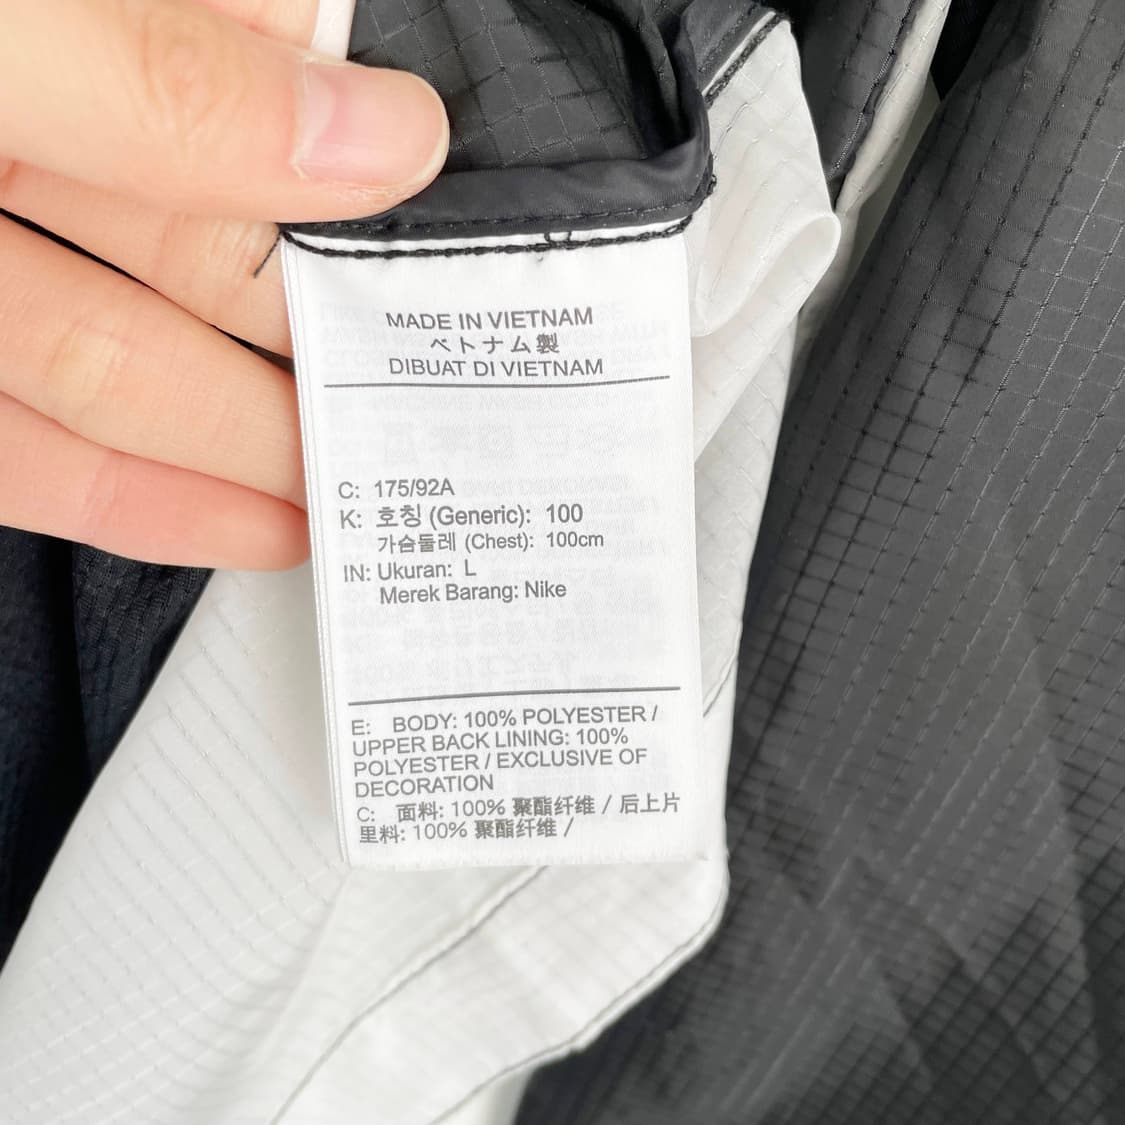 MADE IN VIETNAM
ベトナム製
DIBUAT DI VIETNAM
C: 175/92A
K: 호칭 (Generic): 100
가슴둘레 (Chest): 100cm
IN: Ukuran: L
Merek Barang: Nike
E: BODY: 100% POLYESTER /
UPPER BACK LINING: 100%
POLYESTER / EXCLUSIVE OF
DECORATION
C: 面料: 100% 聚酯纤维 / 后上片
里料: 100% 聚酯纤维 /